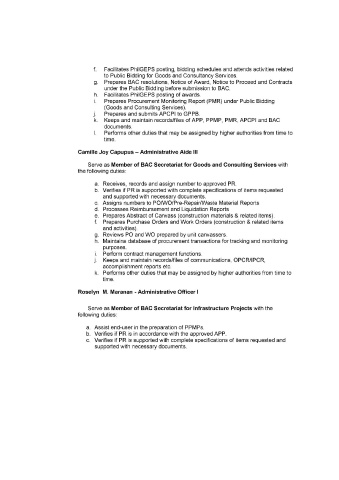 f. Facilitates PhilGEPS posting, bidding schedules and attends activities related
to Public Bidding for Goods and Consultancy Services.
g. Prepares BAC resolutions, Notice of Award, Notice to Proceed and Contracts
under the Public Bidding before submission to BAC.
h. Facilitates PhilGEPS posting of awards.
i. Prepares Procurement Monitoring Report (PMR) under Public Bidding
(Goods and Consulting Services).
j. Prepares and submits APCPI to GPPB.
k. Keeps and maintain records/files of APP, PPMP, PMR, APCPI and BAC
documents.
l. Performs other duties that may be assigned by higher authorities from time to
time.
Camille Joy Capupus – Administrative Aide III
Serve as Member of BAC Secretariat for Goods and Consulting Services with
the following duties:
a. Receives, records and assign number to approved PR.
b. Verifies if PR is supported with complete specifications of items requested
and supported with necessary documents.
c. Assigns numbers to PO/WO/Pre-Repair/Waste Material Reports
d. Processes Reimbursement and Liquidation Reports
e. Prepares Abstract of Canvass (construction materials & related items).
f. Prepares Purchase Orders and Work Orders (construction & related items
and activities)
g. Reviews PO and WO prepared by unit canvassers.
h. Maintains database of procurement transactions for tracking and monitoring
purposes.
i. Perform contract management functions.
j. Keeps and maintain records/files of communications, OPCR/IPCR,
accomplishment reports etc.
k. Performs other duties that may be assigned by higher authorities from time to
time.
Roselyn M. Maranan - Administrative Officer I
Serve as Member of BAC Secretariat for Infrastructure Projects with the
following duties:
a. Assist end-user in the preparation of PPMPs.
b. Verifies if PR is in accordance with the approved APP.
c. Verifies if PR is supported with complete specifications of items requested and
supported with necessary documents.